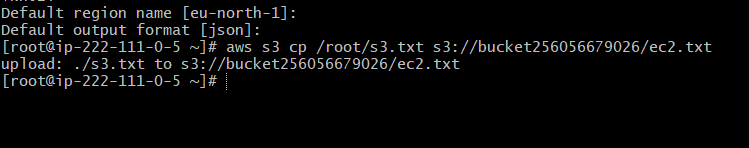 Default region name [eu-north-1]:
Default output format [json]:
[root@ip-222-111-0-5 ~]# aws s3 cp /root/s3.txt s3://bucket256056679026/ec2.txt
upload: ./s3.txt to s3://bucket256056679026/ec2.txt
[root@ip-222-111-0-5 ~]#